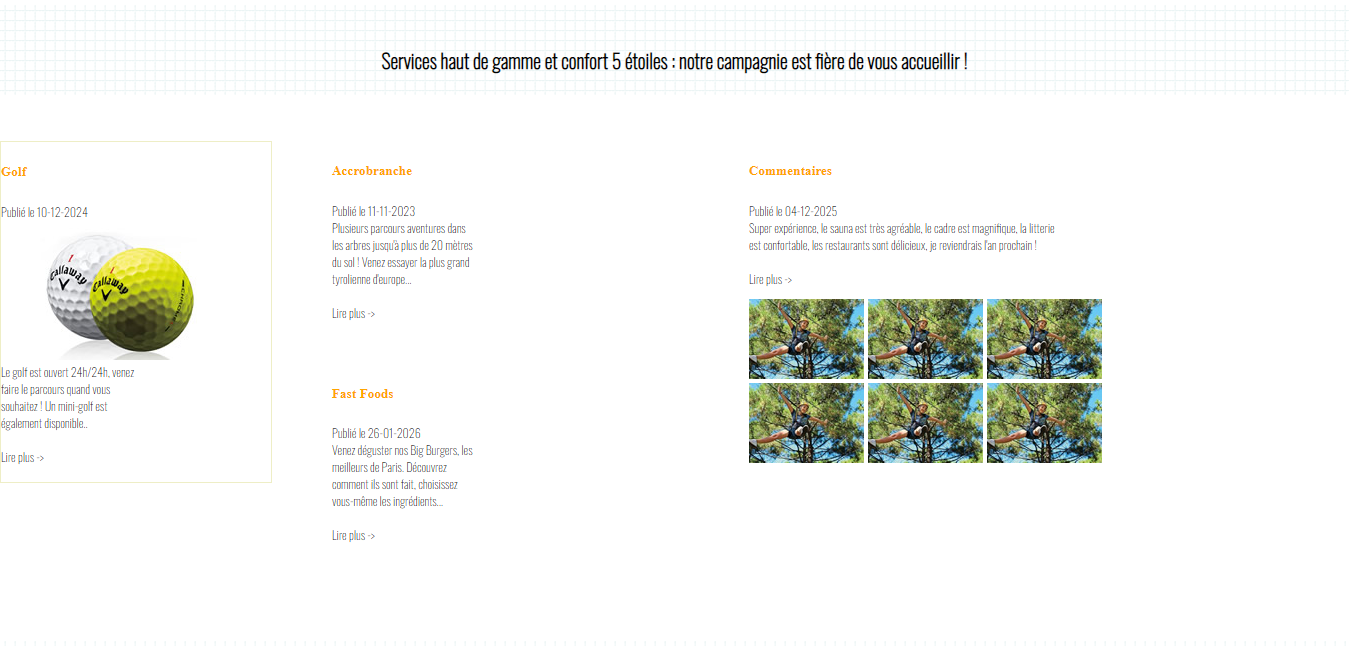 Services haut de gamme et confort 5 étoiles : notre campagnie est fière de vous accueillir !
Golf
Publié le 10-12-2024
Callaway
Callaway
Le golf est ouvert 24h/24h, venez
faire le parcours quand vous
souhaitez ! Un mini-golf est
également disponible..
Lire plus ->
Accrobranche
Publié le 11-11-2023
Plusieurs parcours aventures dans
les arbres jusqu'à plus de 20 mètres
du sol ! Venez essayer la plus grand
tyrolienne d'europe...
Lire plus ->
Fast Foods
Publié le 26-01-2026
Venez déguster nos Big Burgers, les
meilleurs de Paris. Découvrez
comment ils sont fait, choisissez
vous-même les ingrédients...
Lire plus ->
Commentaires
Publié le 04-12-2025
Super expérience, le sauna est très agréable, le cadre est magnifique, la litterie
est confortable, les restaurants sont délicieux, je reviendrais l'an prochain !
Lire plus ->